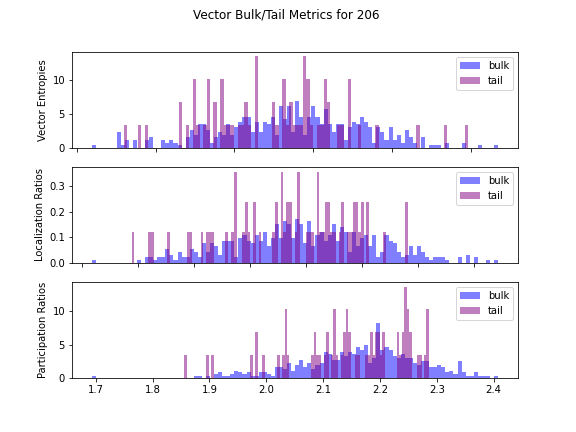 Vector Bulk/Tail Metrics for 206
Vector Entropies
10
5
0
bulk
tail
Localization Ratios
0.3
0.2
0.1
0.0
bulk
tail
Participation Ratios
10
5
0
bulk
tail
1.7 1.8 1.9 2.0 2.1 2.2 2.3 2.4